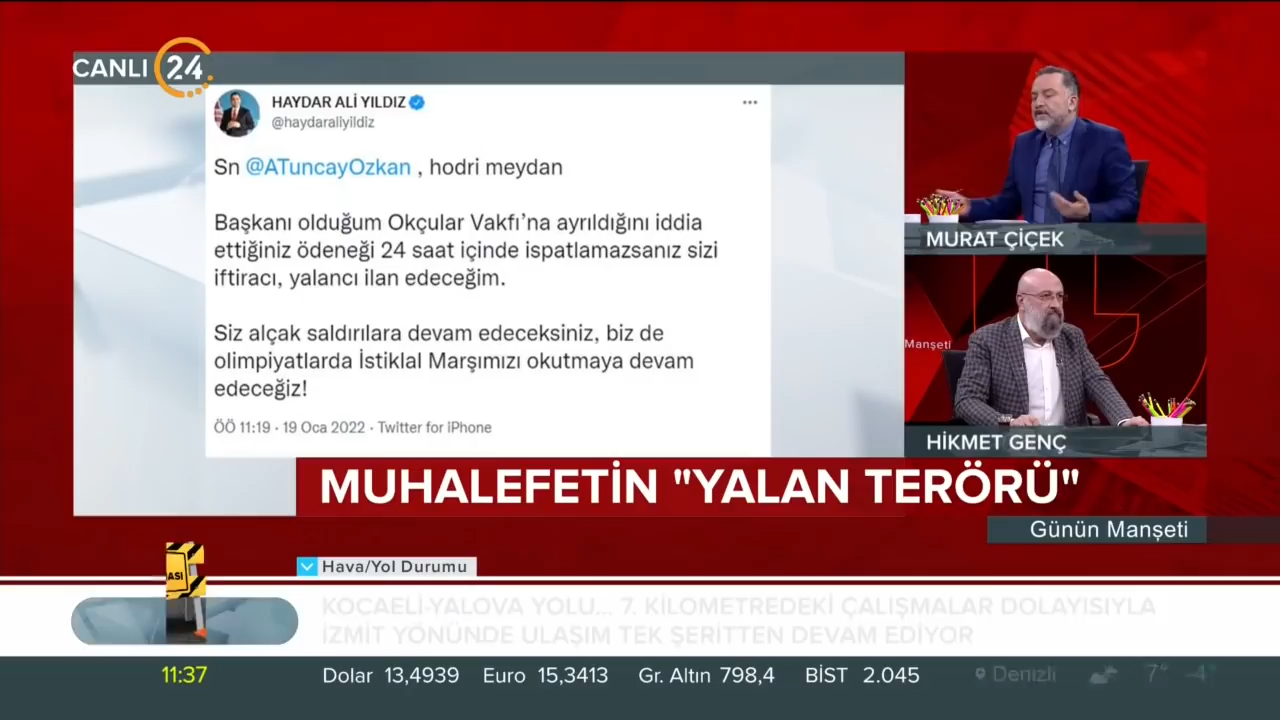 CANLI 24
HAYDAR ALİ YILDIZ
@haydaraliyildiz
Sn @ATuncayOzkan , hodri meydan
Başkanı olduğum Okçular Vakfı'na ayrıldığını iddia
ettiğiniz ödeneği 24 saat içinde ispatlamazsanız sizi
iftiracı, yalancı ilan edeceğim.
Siz alçak saldırılara devam edeceksiniz, biz de
olimpiyatlarda İstiklal Marşımızı okutmaya devam
edeceğiz!
ÖÖ 11:19 · 19 Oca 2022 · Twitter for iPhone
MURAT ÇİÇEK
Manşeti
HİKMET GENÇ
MUHALEFETİN "YALAN TERÖRÜ"
Günün Manşeti
Hava/Yol Durumu
ASI
KOCAELİ-YALOVA YOLU... 7. KİLOMETREDEKİ ÇALIŞMALAR DOLAYISIYLA
İZMİT YÖNÜNDE ULAŞIM TEK ŞERİTTEN DEVAM EDİYOR
11:37 Dolar 13,4939 Euro 15,3413 Gr. Altın 798,4 BİST 2.045 Denizli 7° -4°